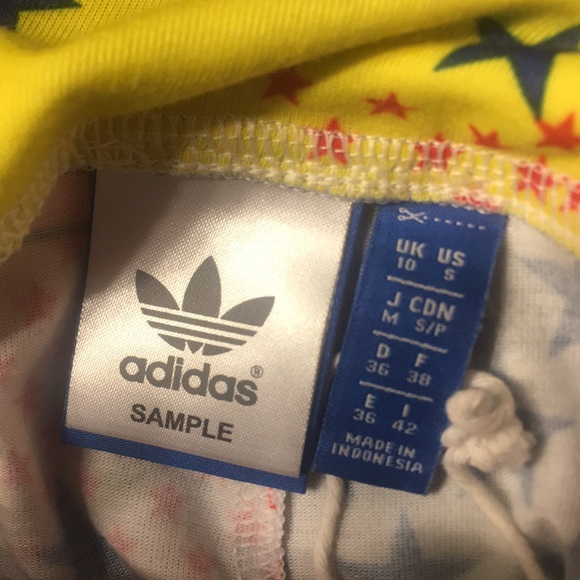 adidas®
SAMPLE
UK US
10 S
J CDN
M S/P
D F
36 38
E I
36 42
MADE IN
INDONESIA